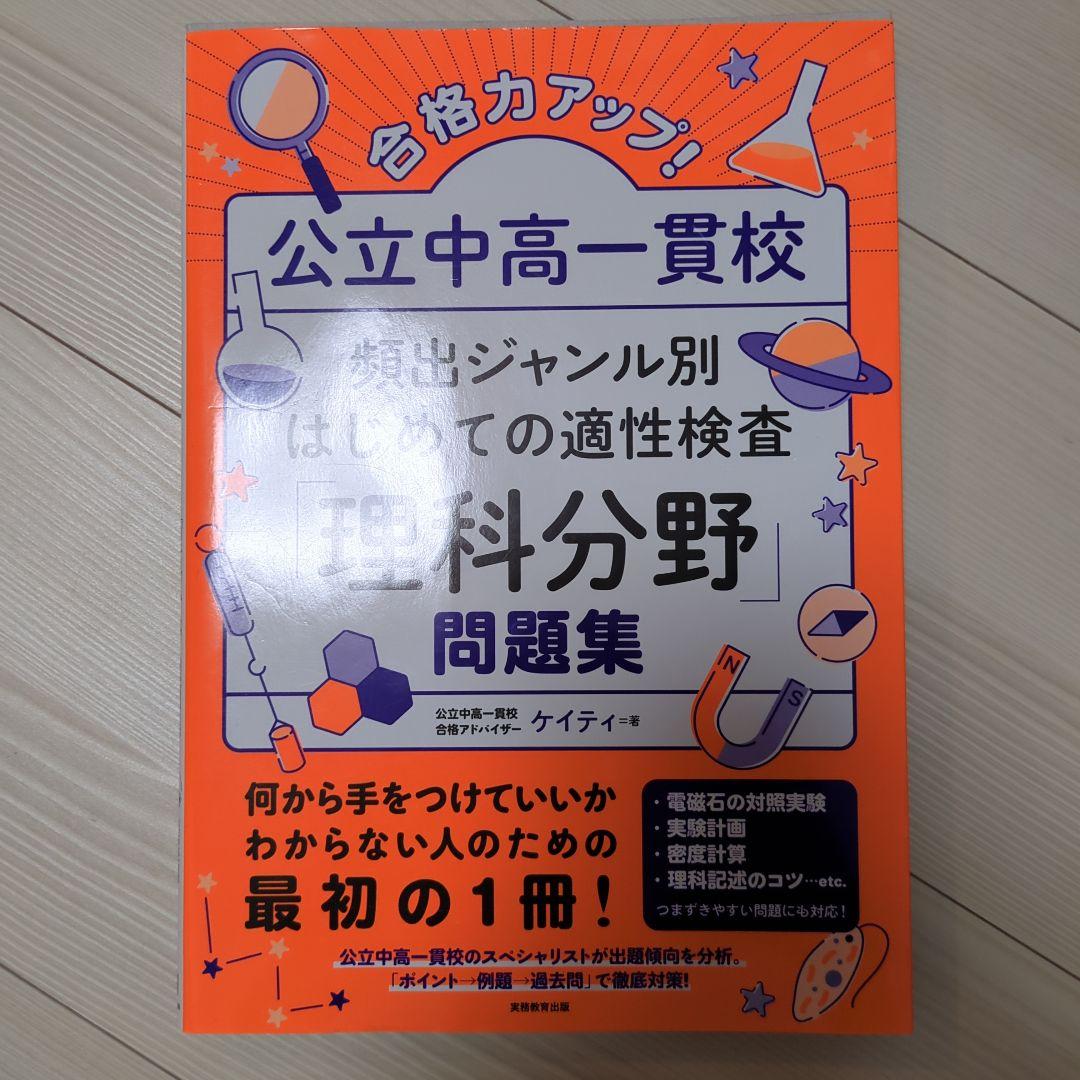 合格力アップ!
公立中高一貫校
頻出ジャンル別
はじめての適性検査
「理科分野」
問題集
公立中高一貫校
合格アドバイザー ケイティ=著
N
S
何から手をつけていいか
わからない人のための
最初の1冊!
・電磁石の対照実験
・実験計画
・密度計算
・理科記述のコツ…etc.
つまずきやすい問題にも対応!
公立中高一貫校のスペシャリストが出題傾向を分析。
「ポイント→例題→過去問」で徹底対策!
実務教育出版